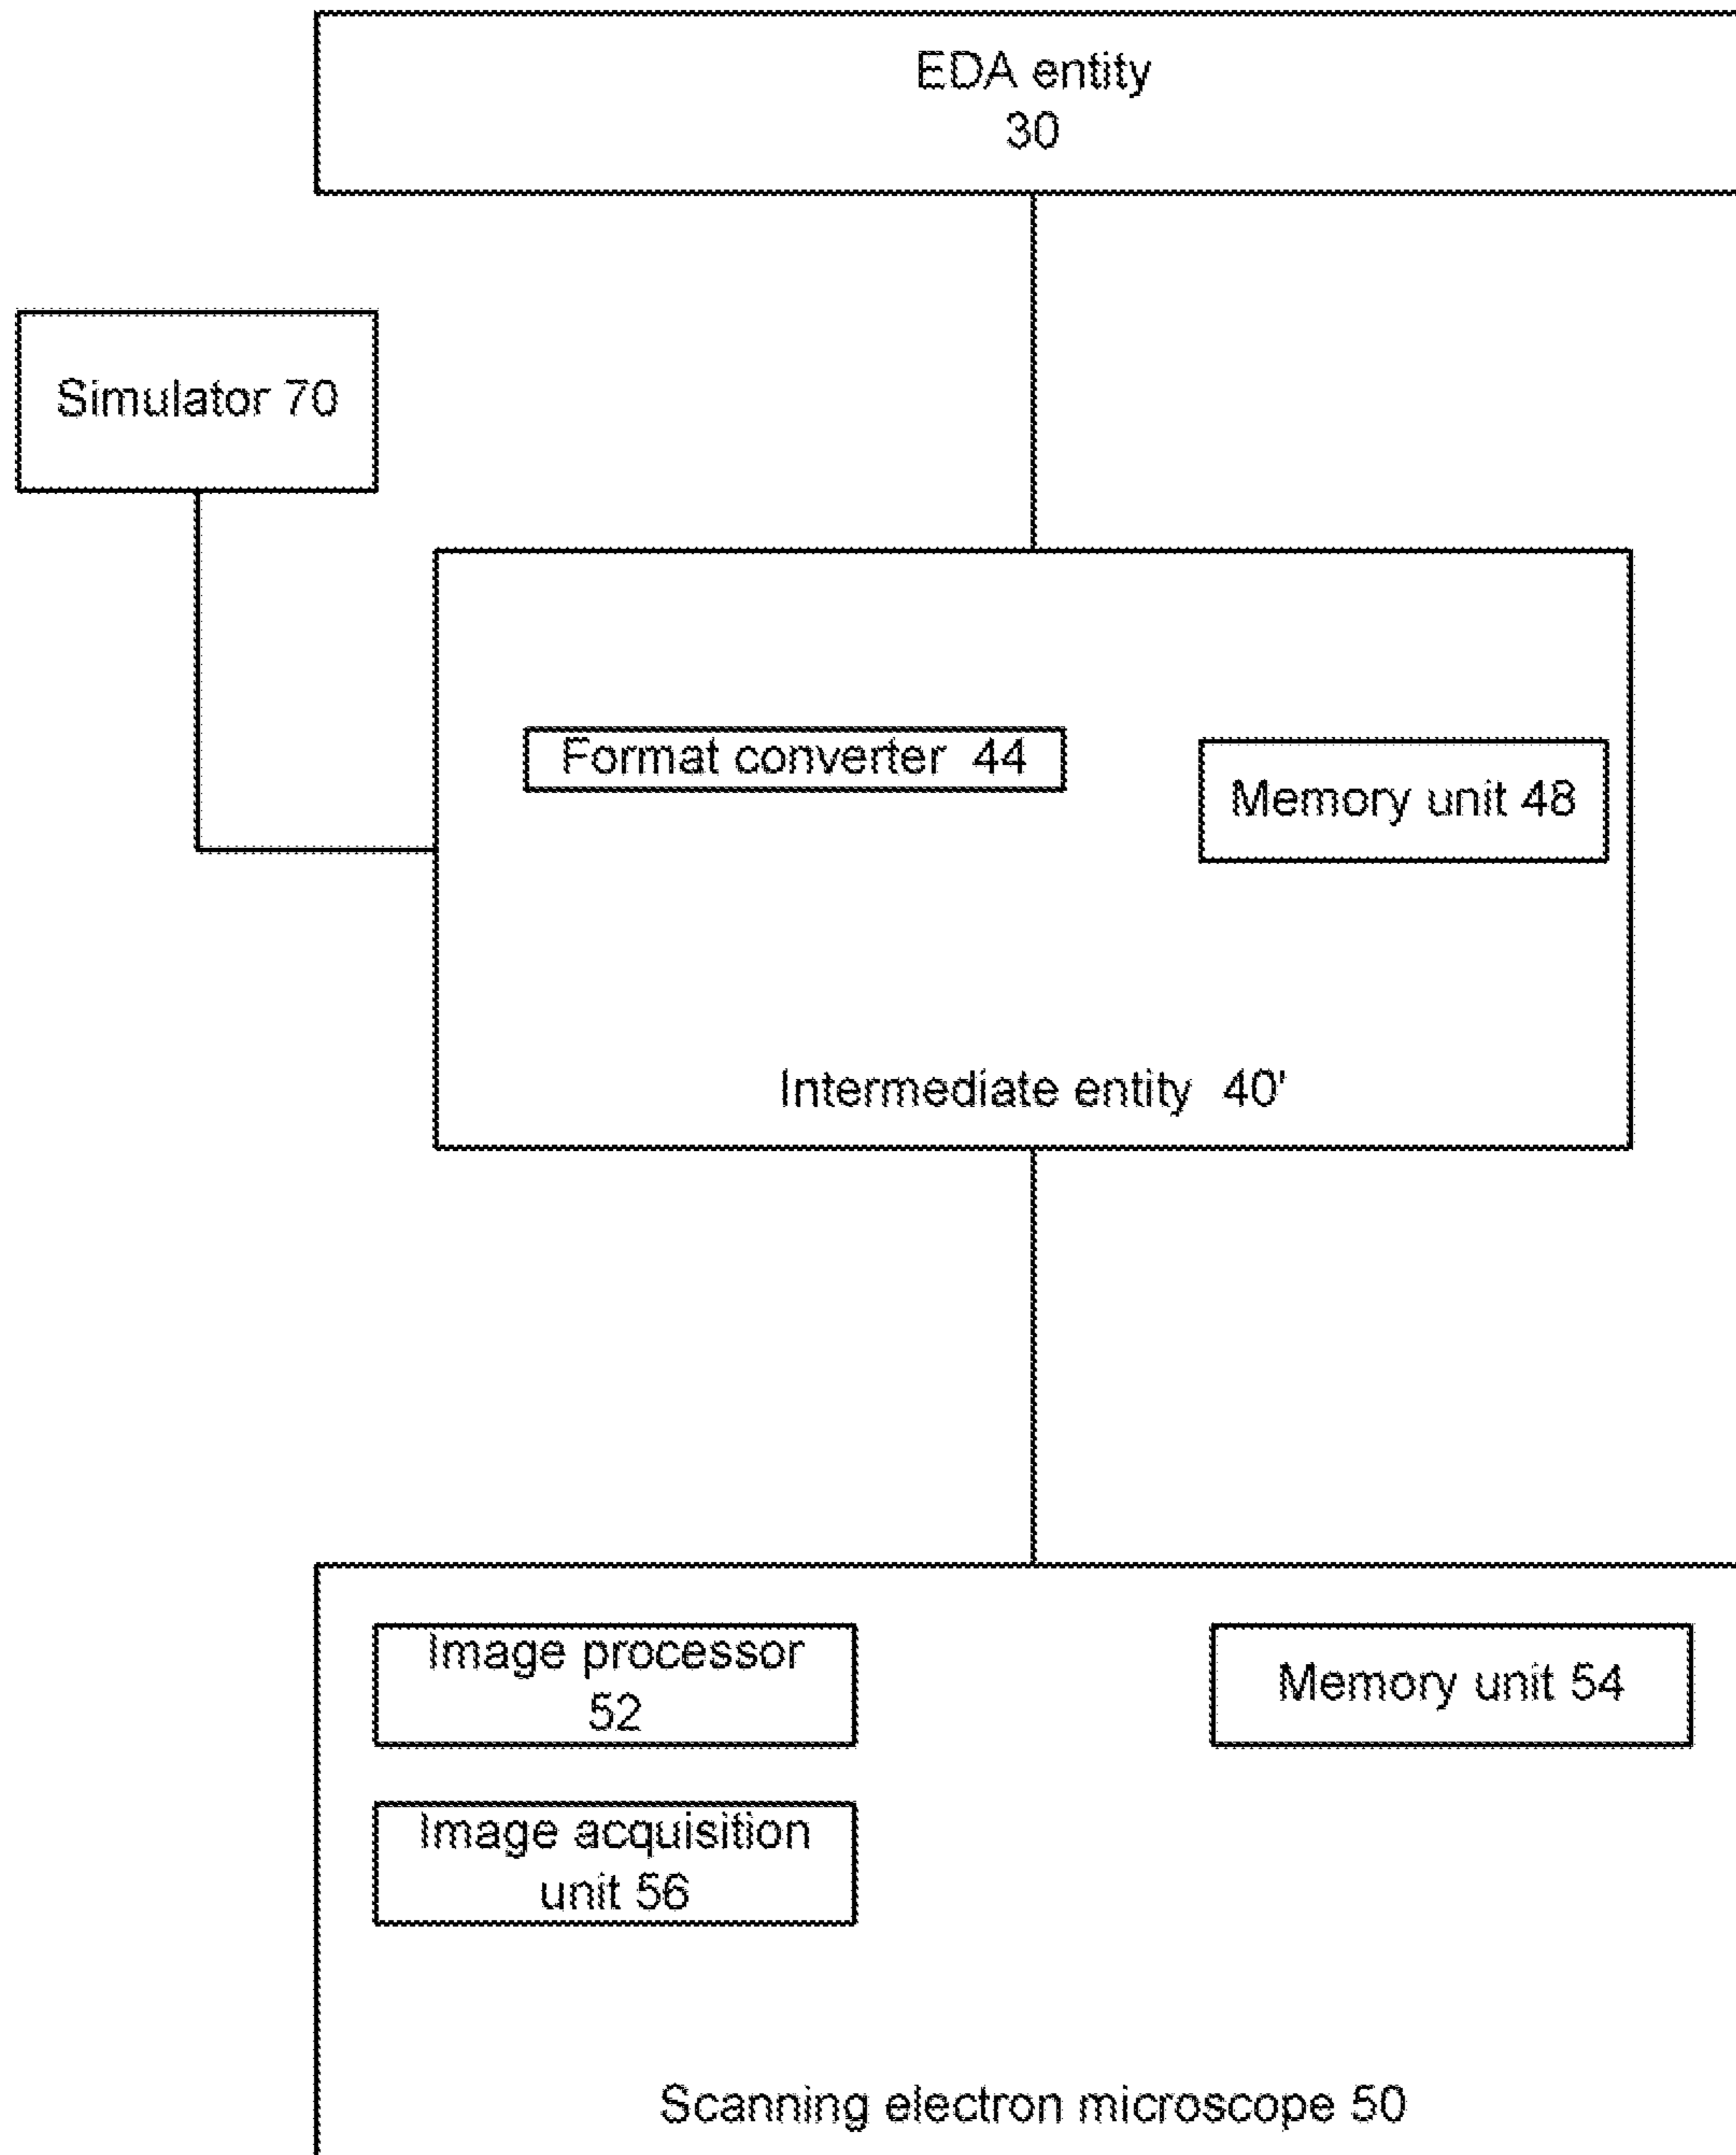 EDA entity
30
Simulator 70
Format converter 44
Memory unit 48
Intermediate entity 40'
Image processor
52
Memory unit 54
Image acquisition
unit 56
Scanning electron microscope 50